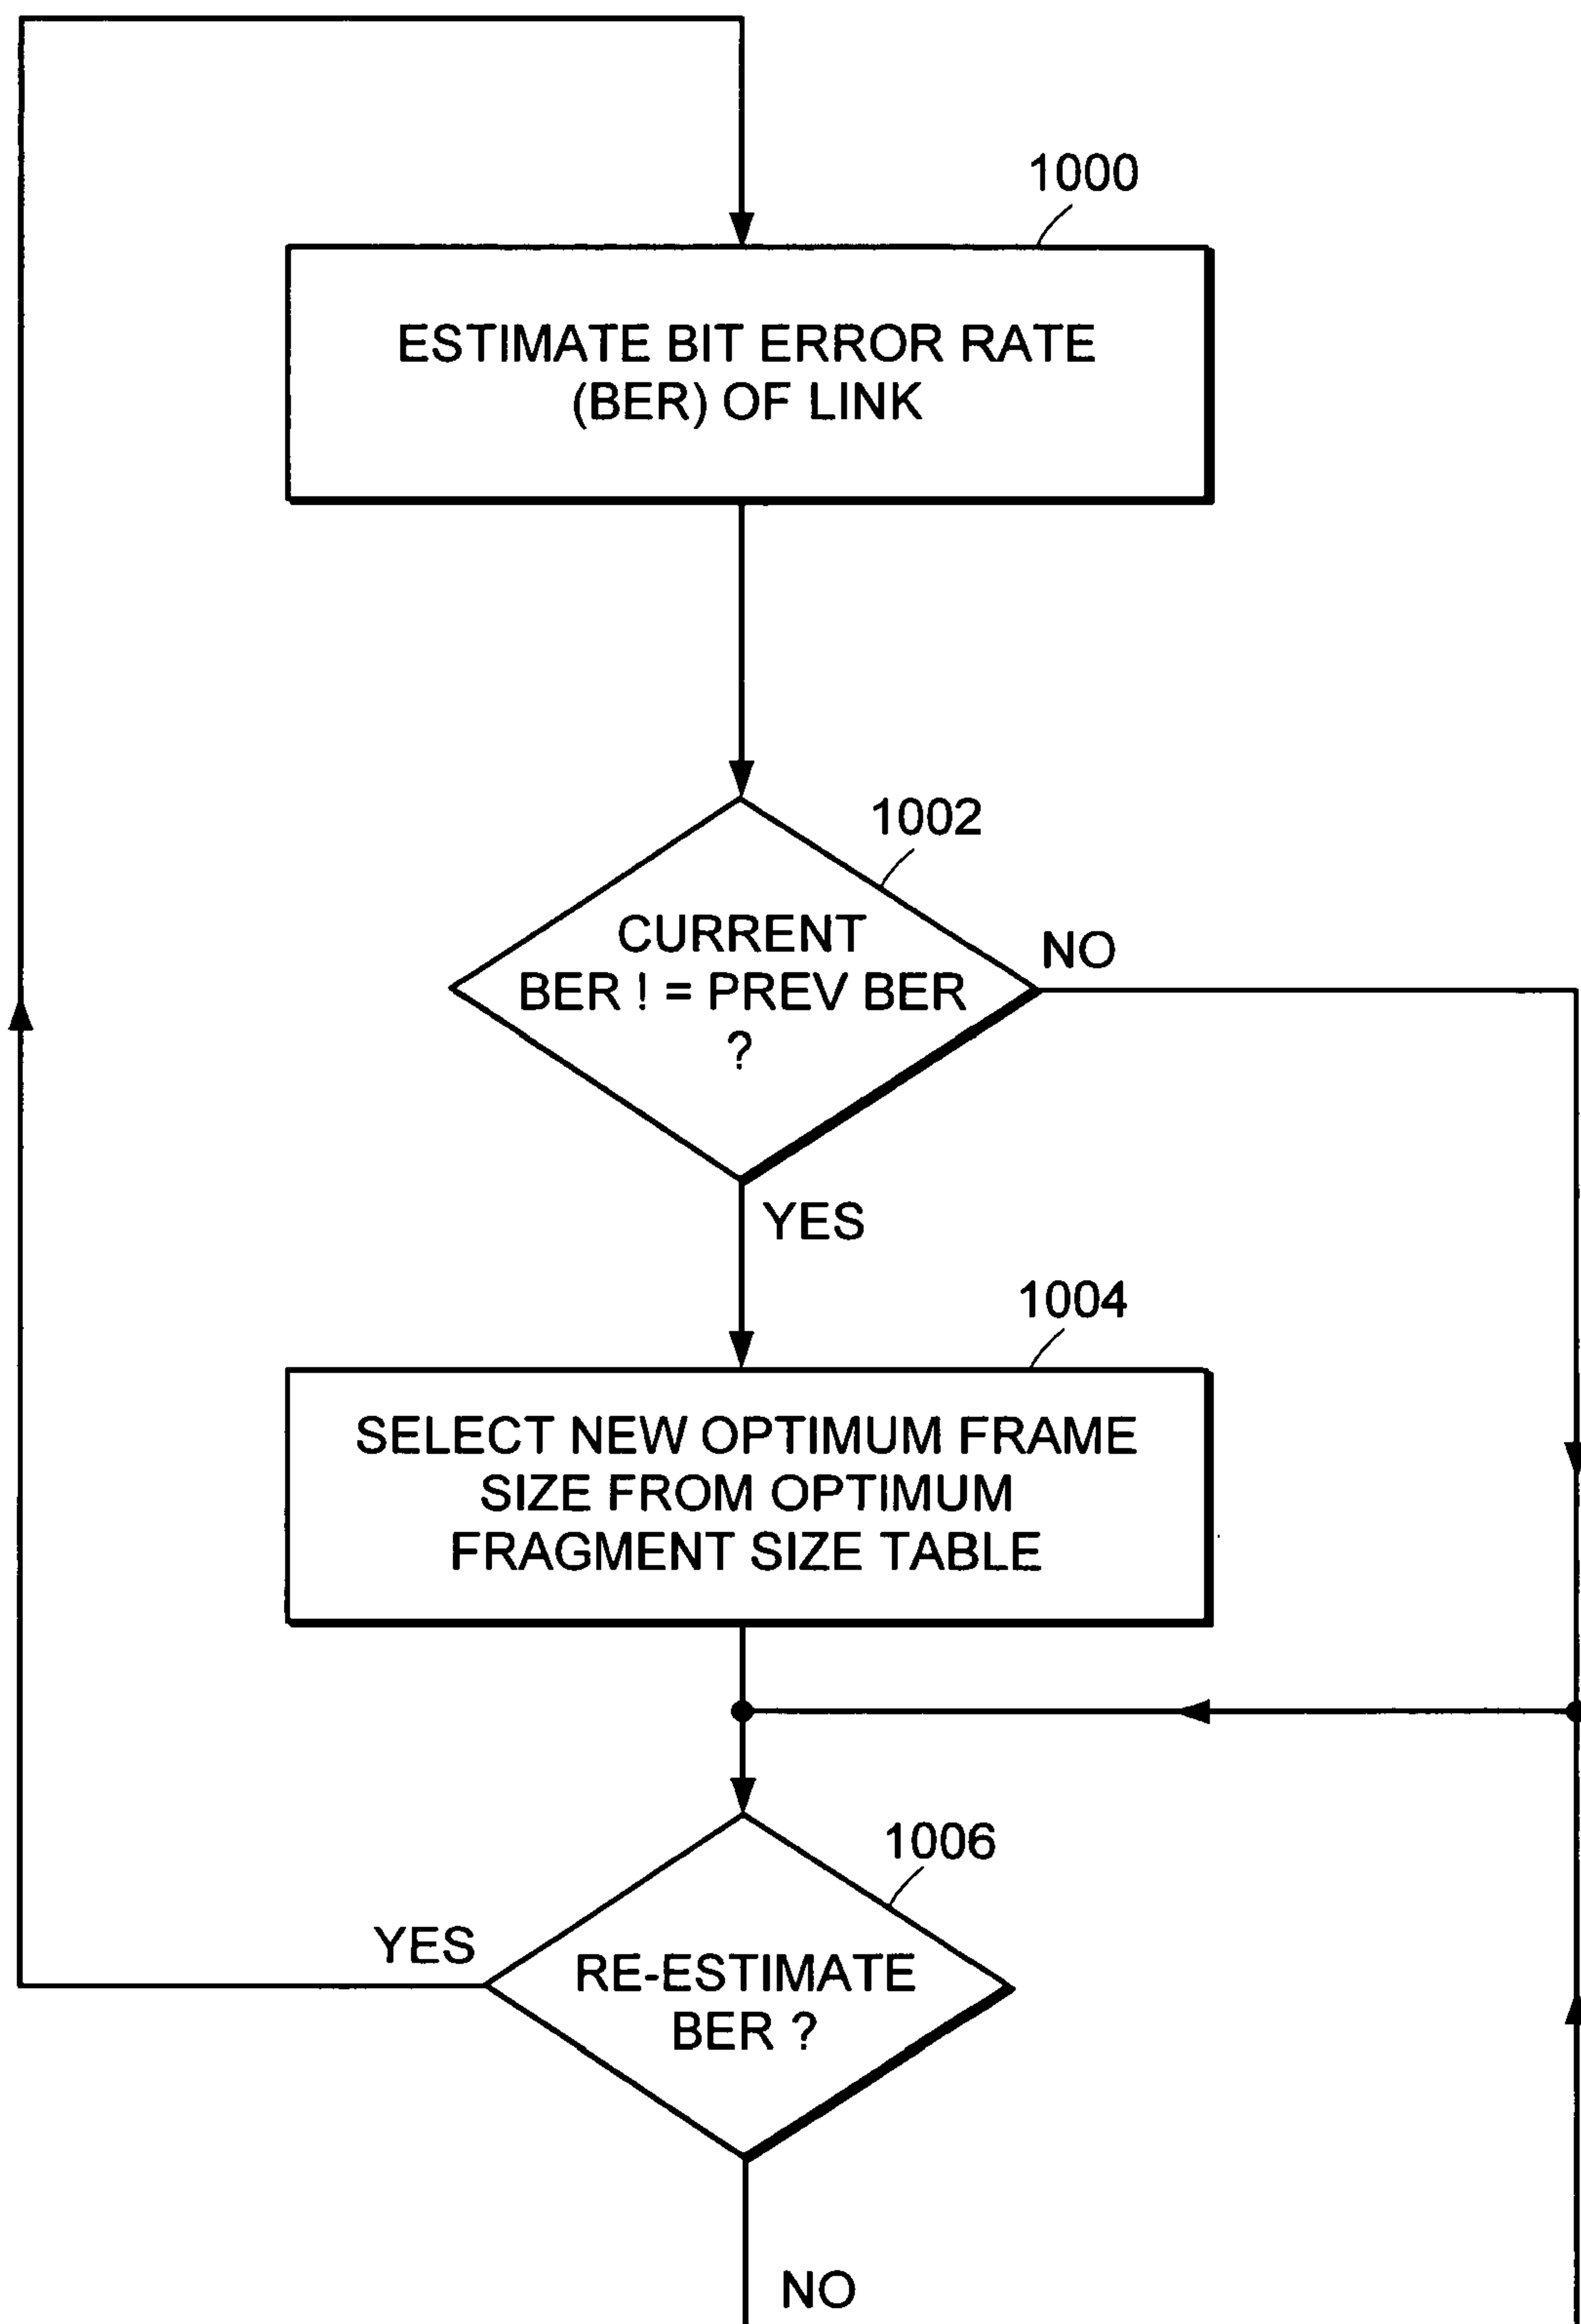 1000
ESTIMATE BIT ERROR RATE
(BER) OF LINK
1002
CURRENT
BER ! = PREV BER
?
NO
YES
1004
SELECT NEW OPTIMUM FRAME
SIZE FROM OPTIMUM
FRAGMENT SIZE TABLE
1006
YES
RE-ESTIMATE
BER ?
NO